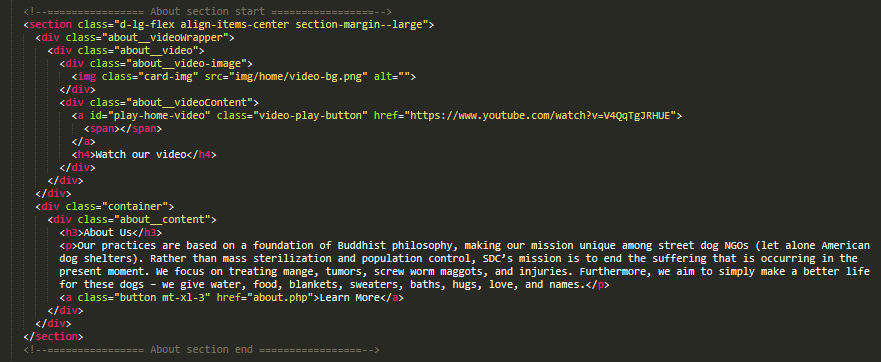 <!--================ About section start =================-->
<section class="d-lg-flex align-items-center section-margin--large">
<div class="about__videoWrapper">
<div class="about__video">
<div class="about__video-image">
<img class="card-img" src="img/home/video-bg.png" alt="">
</div>
<div class="about__videoContent">
<a id="play-home-video" class="video-play-button" href="https://www.youtube.com/watch?v=V4QqTgJRHUE">
<span></span>
</a>
<h4>Watch our video</h4>
</div>
</div>
</div>
<div class="container">
<div class="about__content">
<h3>About Us</h3>
<p>Our practices are based on a foundation of Buddhist philosophy, making our mission unique among street dog NGOs (let alone American
dog shelters). Rather than mass sterilization and population control, SDC’s mission is to end the suffering that is occurring in the
present moment. We focus on treating mange, tumors, screw worm maggots, and injuries. Furthermore, we aim to simply make a better life
for these dogs – we give water, food, blankets, sweaters, baths, hugs, love, and names.</p>
<a class="button mt-xl-3" href="about.php">Learn More</a>
</div>
</div>
</section>
<!--================ About section end =================-->